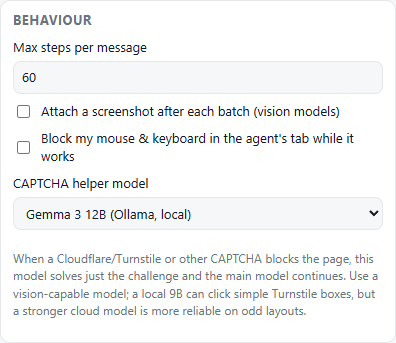 BEHAVIOUR
Max steps per message
60
Attach a screenshot after each batch (vision models)
Block my mouse & keyboard in the agent's tab while it
works
CAPTCHA helper model
Gemma 3 12B (Ollama, local)
When a Cloudflare/Turnstile or other CAPTCHA blocks the page, this
model solves just the challenge and the main model continues. Use a
vision-capable model; a local 9B can click simple Turnstile boxes, but
a stronger cloud model is more reliable on odd layouts.